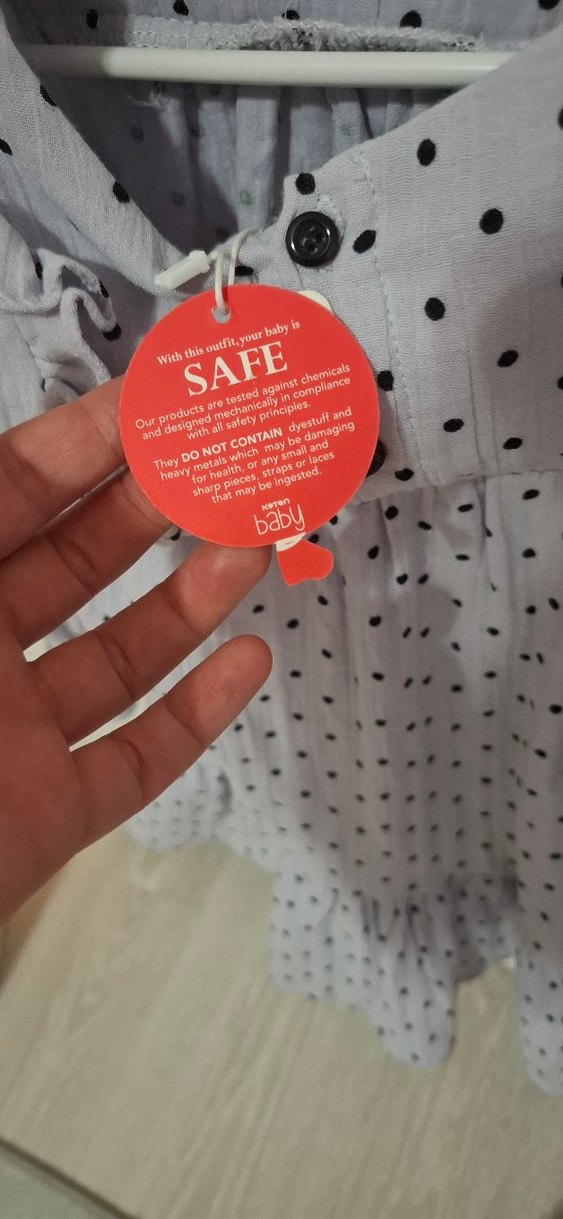 With this outfit, your baby is
SAFE
Our products are tested against chemicals
and designed mechanically in compliance
with all safety principles.
They DO NOT CONTAIN dyestuff and
heavy metals which may be damaging
for health, or any small and
sharp pieces, straps or laces
that may be ingested.
KOTON
baby